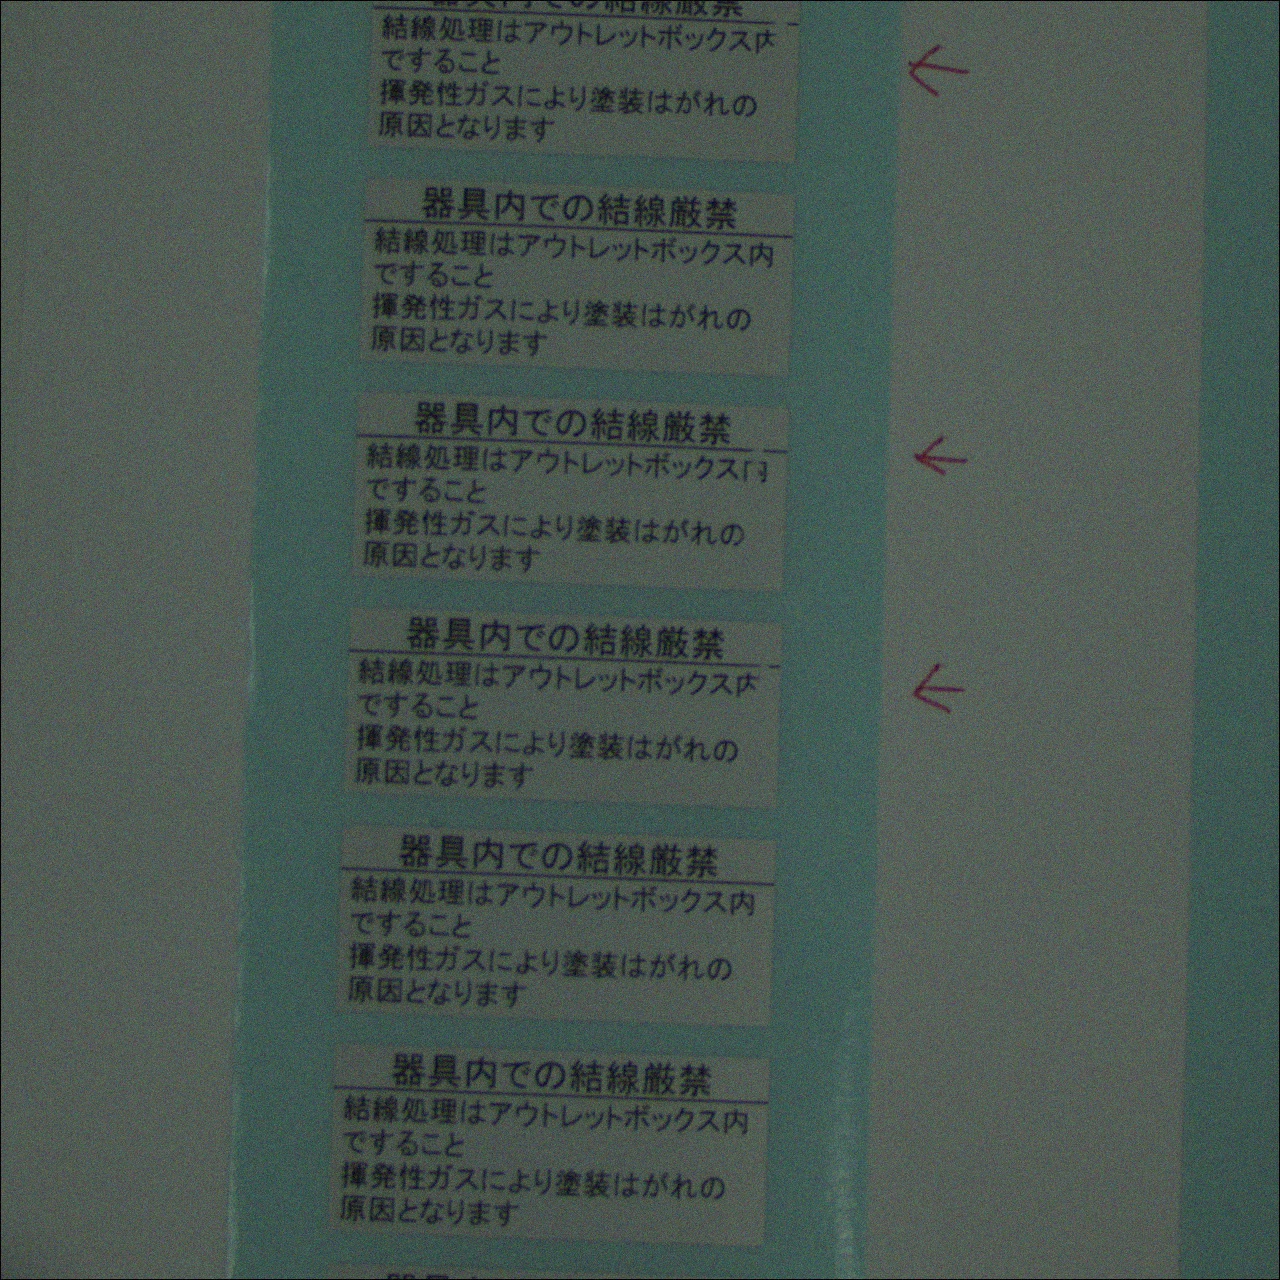 器具内での結線厳禁
結線処理はアウトレットボックス内
ですること
揮発性ガスにより塗装はがれの
原因となります
器具内での結線厳禁
結線処理はアウトレットボックス内
ですること
揮発性ガスにより塗装はがれの
原因となります
器具内での結線厳禁
結線処理はアウトレットボックス内
ですること
揮発性ガスにより塗装はがれの
原因となります
器具内での結線厳禁
結線処理はアウトレットボックス内
ですること
揮発性ガスにより塗装はがれの
原因となります
器具内での結線厳禁
結線処理はアウトレットボックス内
ですること
揮発性ガスにより塗装はがれの
原因となります
器具内での結線厳禁
結線処理はアウトレットボックス内
ですること
揮発性ガスにより塗装はがれの
原因となります